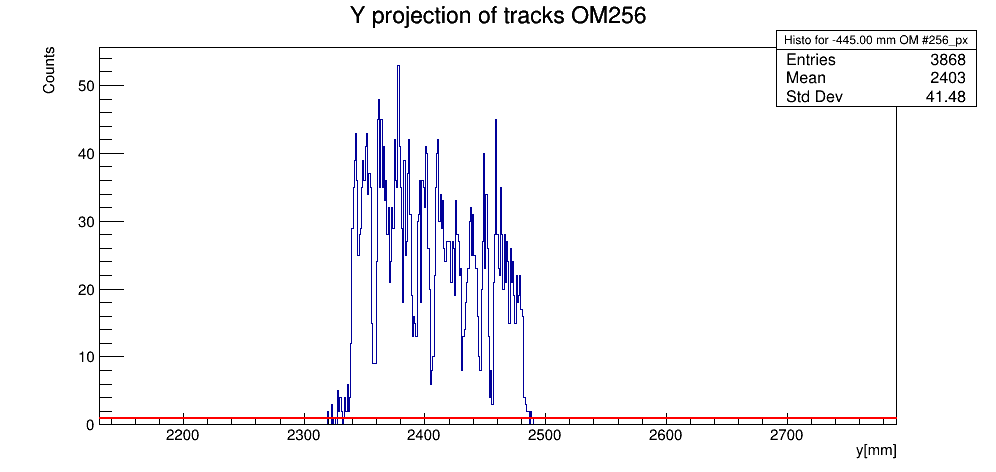 Y projection of tracks OM256
Histo for -445.00 mm OM #256_px
Entries 3868
Mean 2403
Std Dev 41.48
Counts
50
40
30
20
10
0
2200 2300 2400 2500 2600 2700
y[mm]